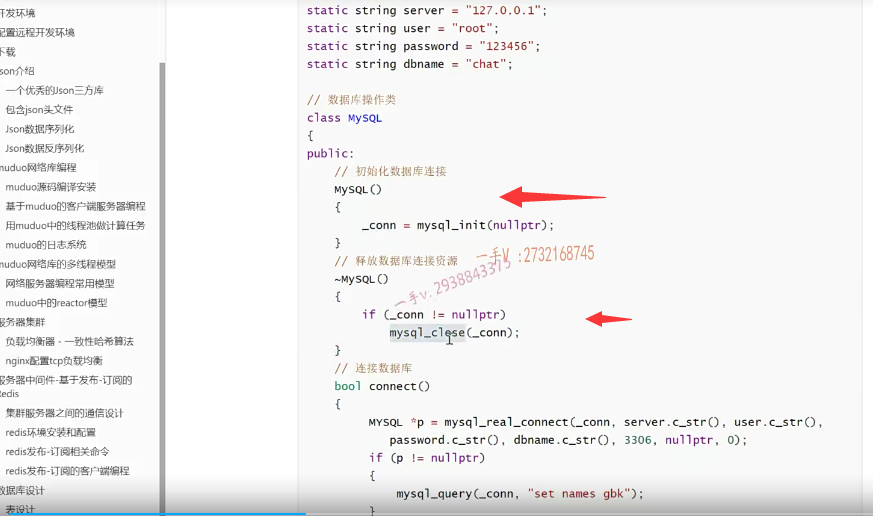 开发环境
配置远程开发环境
下载
Json介绍
一个优秀的Json三方库
包含json头文件
Json数据序列化
Json数据反序列化
muduo网络库编程
muduo源码编译安装
基于muduo的客户端服务器编程
用muduo中的线程池做计算任务
muduo的日志系统
muduo网络库的多线程模型
网络服务器编程常用模型
muduo中的reactor模型
服务器集群
负载均衡器 - 一致性哈希算法
nginx配置tcp负载均衡
服务器中间件-基于发布-订阅的
Redis
集群服务器之间的通信设计
redis环境安装和配置
redis发布-订阅相关命令
redis发布-订阅的客户端编程
数据库设计
表设计
static string server = "127.0.0.1";
static string user = "root";
static string password = "123456";
static string dbname = "chat";
// 数据库操作类
class MySQL
{
public:
// 初始化数据库连接
MySQL()
{
_conn = mysql_init(nullptr);
}
// 释放数据库连接资源
一手V :2732168745
一手v. 2938843375
~MySQL()
{
if (_conn != nullptr)
mysql_close(_conn);
}
// 连接数据库
bool connect()
{
MYSQL *p = mysql_real_connect(_conn, server.c_str(), user.c_str(),
password.c_str(), dbname.c_str(), 3306, nullptr, 0);
if (p != nullptr)
{
mysql_query(_conn, "set names gbk");
}